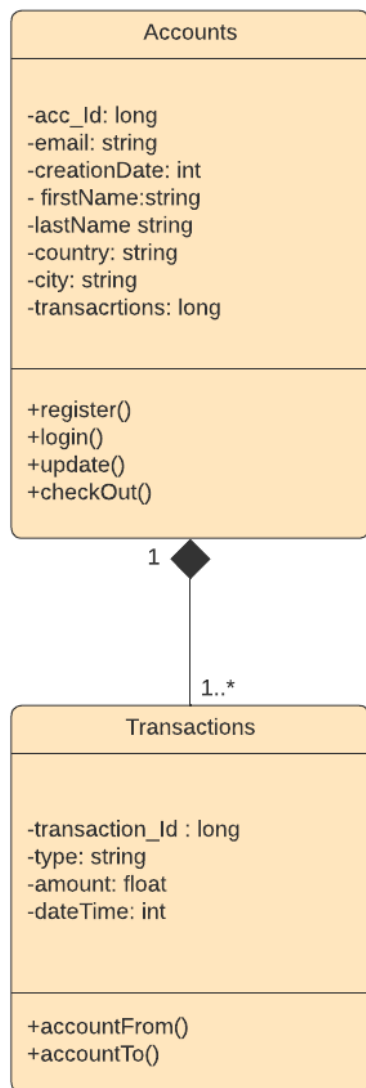 Accounts
-acc_Id: long
-email: string
-creationDate: int
- firstName:string
-lastName string
-country: string
-city: string
-transacrtions: long
+register()
+login()
+update()
+checkOut()
1
1..*
Transactions
-transaction_Id : long
-type: string
-amount: float
-dateTime: int
+accountFrom()
+accountTo()